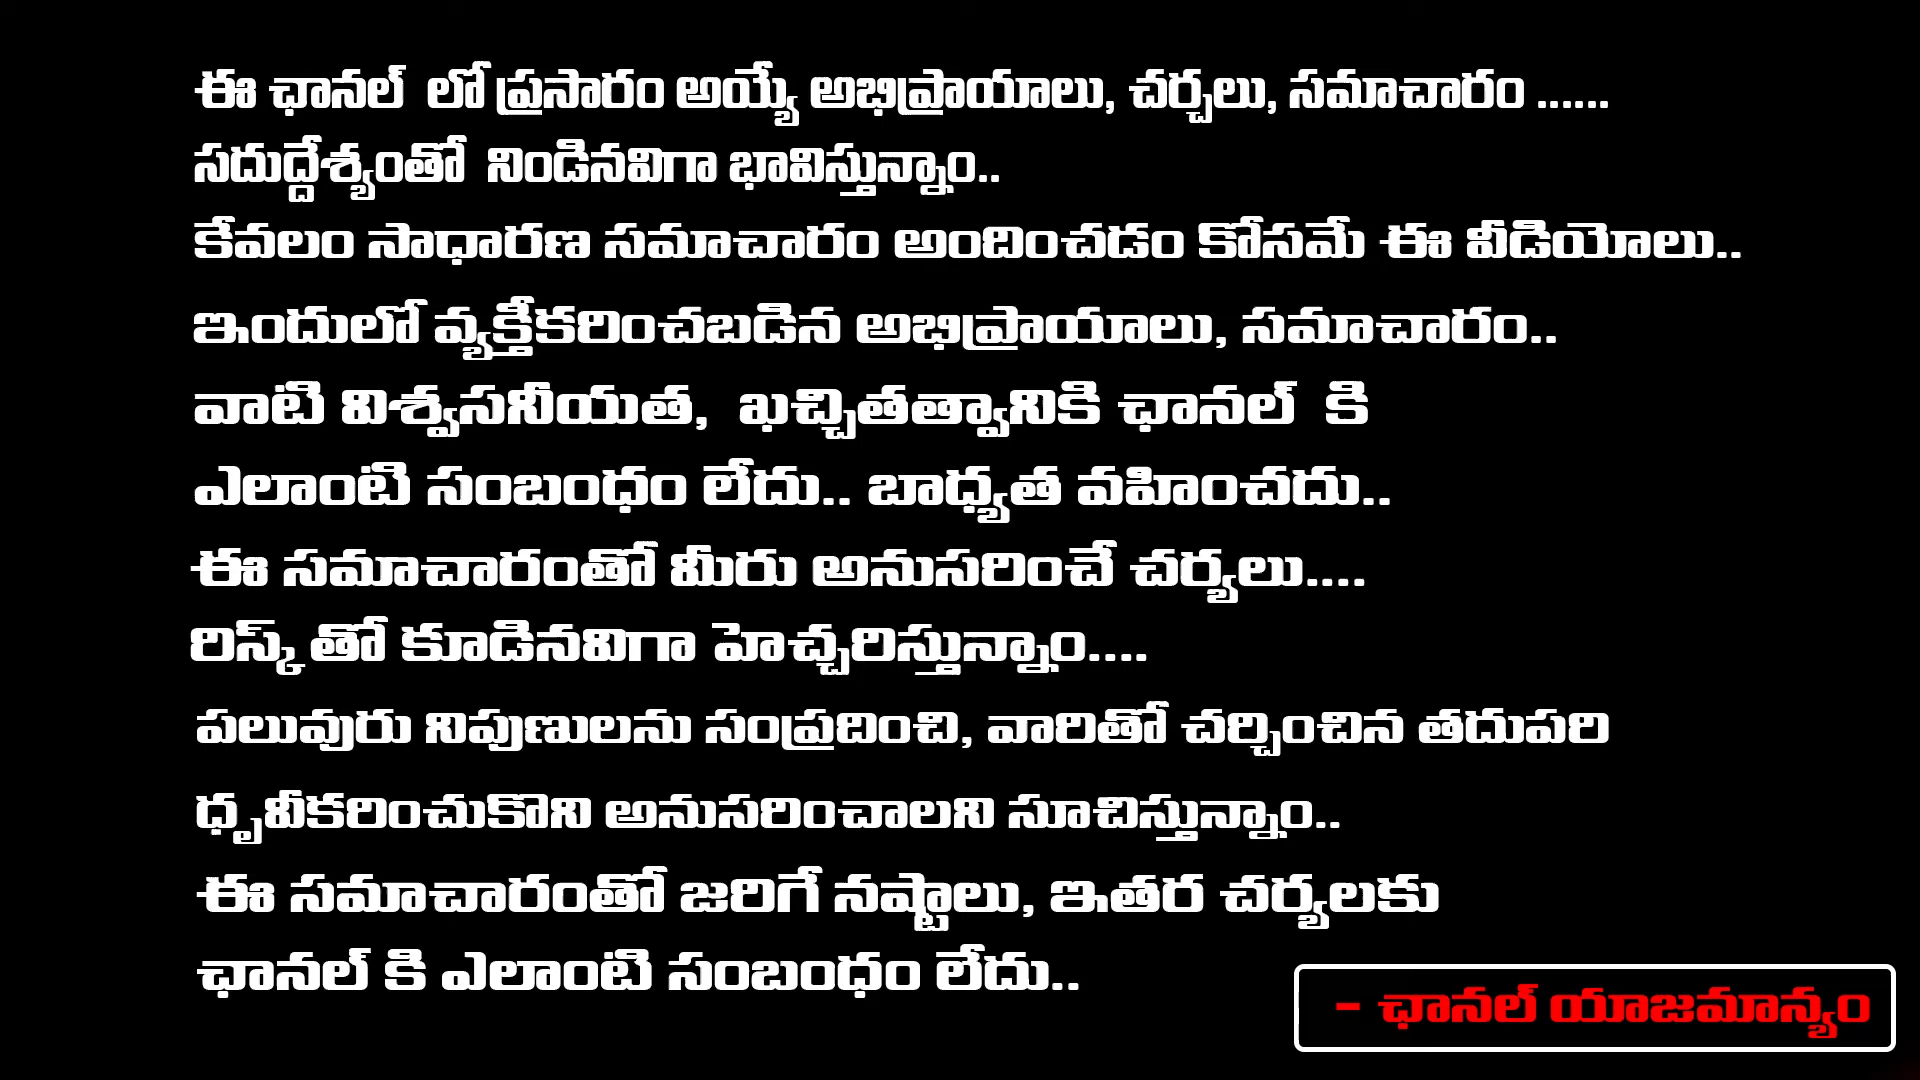 ఈ ఛానల్ లో ప్రసారం అయ్యే అభిప్రాయాలు, చర్చలు, సమాచారం ......
సదుద్దేశ్యంతో నిండినవిగా భావిస్తున్నాం..
కేవలం సాధారణ సమాచారం అందించడం కోసమే ఈ వీడియోలు..
ఇందులో వ్యక్తీకరించబడిన అభిప్రాయాలు, సమాచారం..
వాటి విశ్వసనీయత, ఖచ్చితత్వానికి ఛానల్ కి
ఎలాంటి సంబంధం లేదు.. బాధ్యత వహించదు..
ఈ సమాచారంతో మీరు అనుసరించే చర్యలు....
రిస్క్ తో కూడినవిగా హెచ్చరిస్తున్నాం....
పలువురు నిపుణులను సంప్రదించి, వారితో చర్చించిన తదుపరి
ధృవీకరించుకొని అనుసరించాలని సూచిస్తున్నాం..
ఈ సమాచారంతో జరిగే నష్టాలు, ఇతర చర్యలకు
ఛానల్ కి ఎలాంటి సంబంధం లేదు..
- ఛానల్ యాజమాన్యం